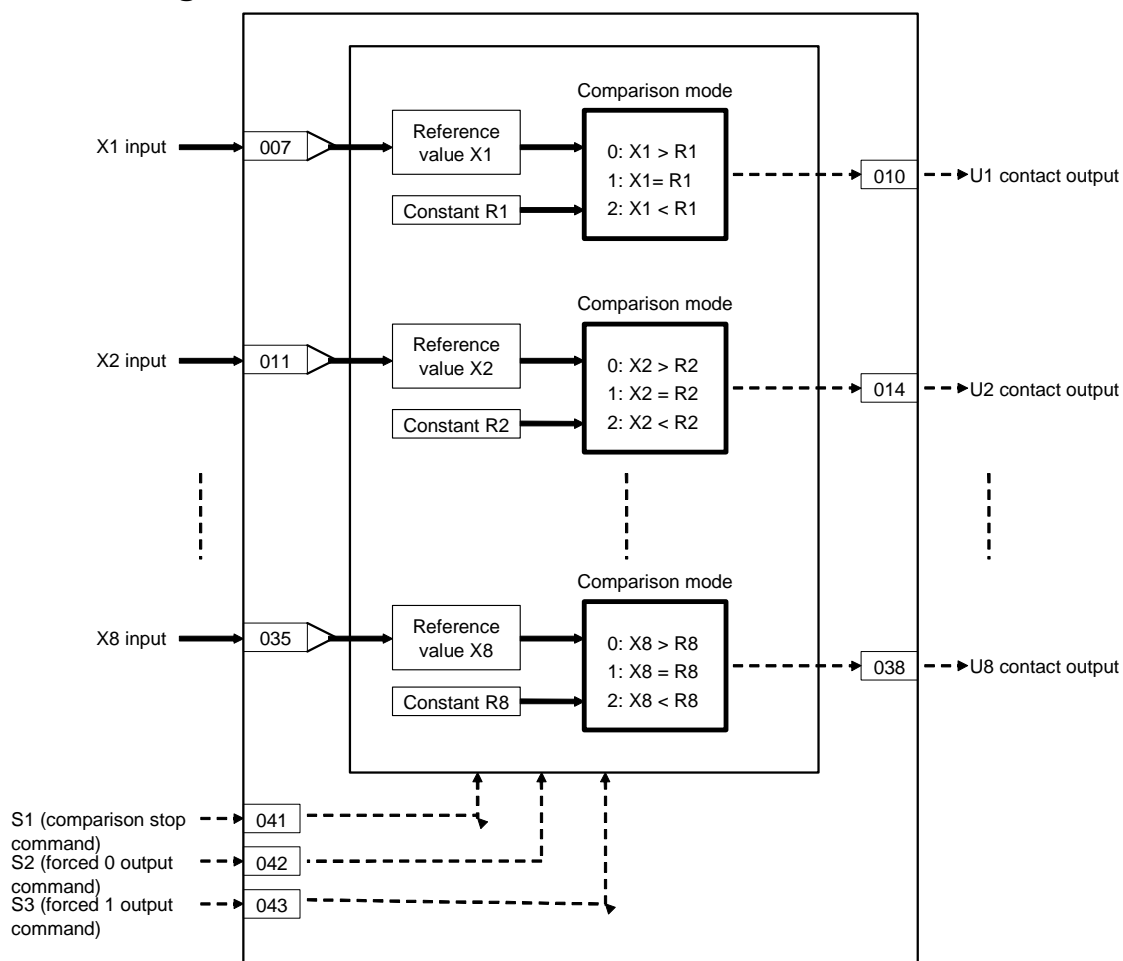 Comparison mode
X1 input
007
Reference
value X1
Constant R1
0: X1 > R1
1: X1= R1
2: X1 < R1
010
U1 contact output
Comparison mode
X2 input
011
Reference
value X2
Constant R2
0: X2 > R2
1: X2 = R2
2: X2 < R2
014
U2 contact output
Comparison mode
X8 input
035
Reference
value X8
Constant R8
0: X8 > R8
1: X8 = R8
2: X8 < R8
038
U8 contact output
S1 (comparison stop
command)
041
S2 (forced 0 output
command)
042
S3 (forced 1 output
command)
043